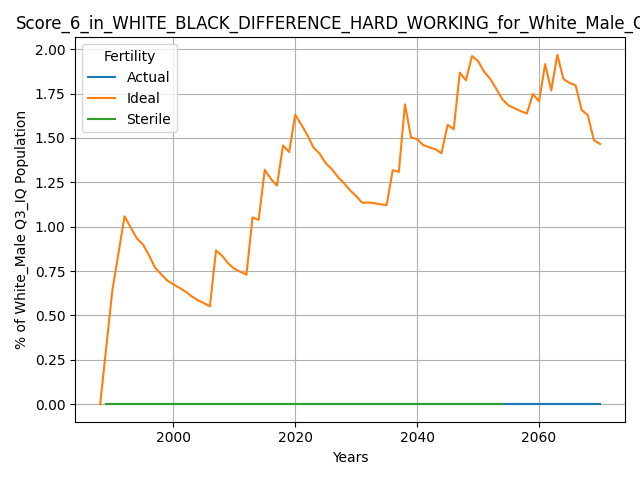 Score_6_in_WHITE_BLACK_DIFFERENCE_HARD_WORKING_for_White_Male_
Fertility
Actual
Ideal
Sterile
% of White_Male Q3_IQ Population
2.00
1.75
1.50
1.25
1.00
0.75
0.50
0.25
0.00
2000
2020
2040
2060
Years